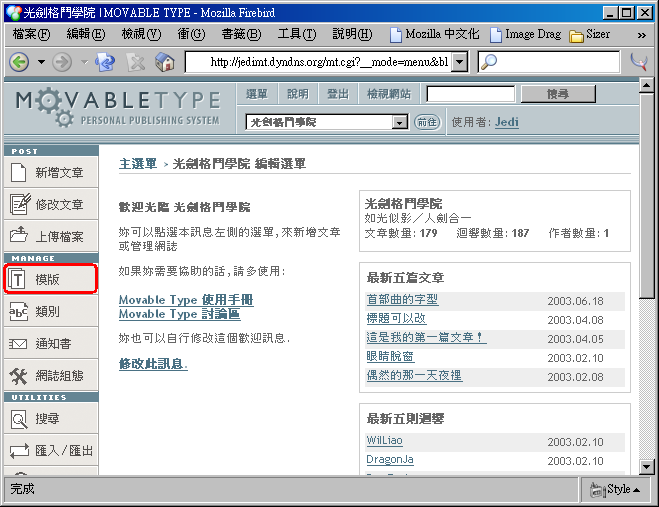 光劍格鬥學院 | MOVABLE TYPE - Mozilla Firebird
檔案(F) 編輯(E) 檢視(V) 衝(G) 書籤(B) 工具(T) 說明(H) Mozilla 中文化 Image Drag Sizer »
http://jedimt.dyndns.org/mt.cgi?__mode=menu&bl
MOVABLETYPE
PERSONAL PUBLISHING SYSTEM
選單 說明 登出 檢視網站 搜尋
光劍格鬥學院 前往 使用者: Jedi
POST
新增文章
修改文章
上傳檔案
MANAGE
模版
類別
通知書
網誌組態
UTILITIES
搜尋
匯入/匯出
主選單 > 光劍格鬥學院 編輯選單
歡迎光臨 光劍格鬥學院
妳可以點選本訊息左側的選單,來新增文章
或管理網誌
如果妳需要協助的話,請多使用:
Movable Type 使用手冊
Movable Type 討論區
妳也可以自行修改這個歡迎訊息.
修改此訊息.
光劍格鬥學院
如光似影／人劍合一
文章數量: 179 迴響數量: 187 作者數量: 1
最新五篇文章
首部曲的字型 2003.06.18
標題可以改 2003.04.08
這是我的第一篇文章！ 2003.04.05
眼睛脫窗 2003.02.10
偶然的那一天夜裡 2003.02.08
最新五則迴響
WilLiao 2003.02.10
DragonJa 2003.02.10
完成 Style